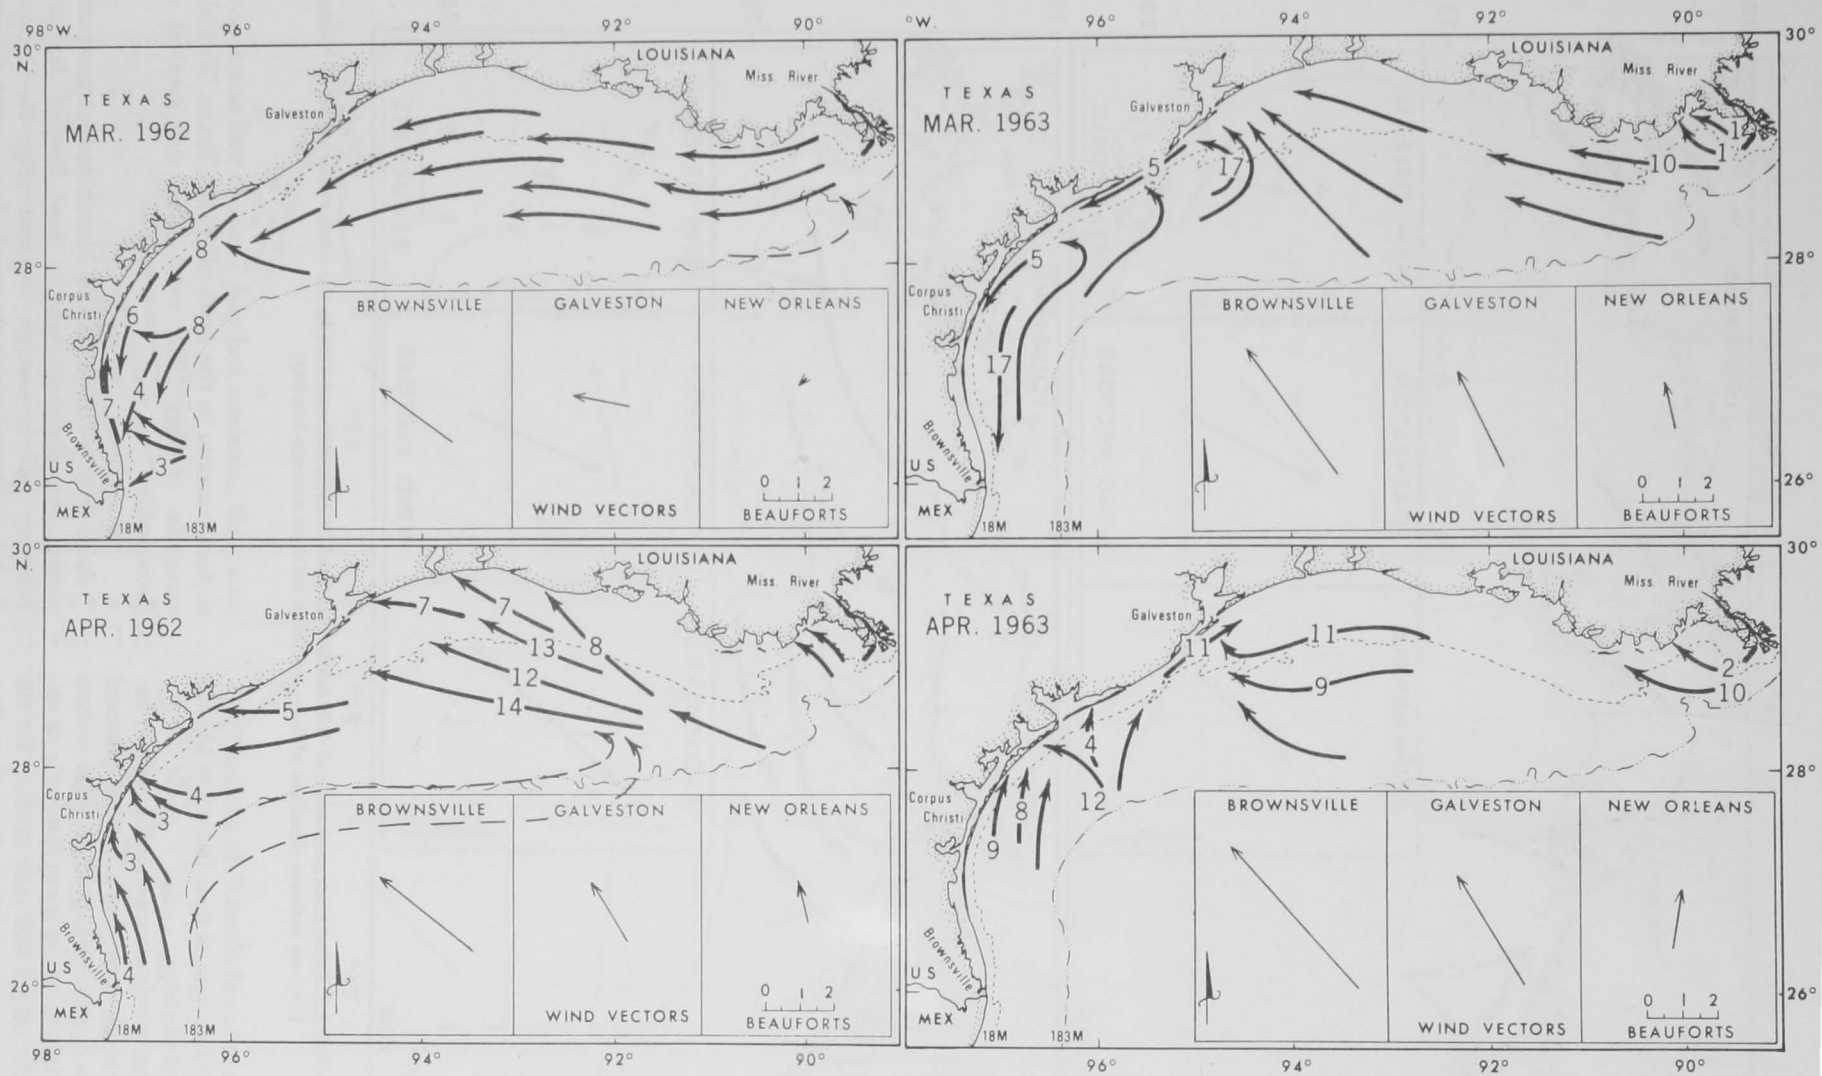 98°W. 96° 94° 92° 90°
°W. 96° 94° 92° 90°
30°
N.
TEXAS
MAR. 1962
LOUISIANA
Miss. River
Galveston
28°
Corpus
Christi
8
8
6
4
7
3
Brownsville
US
MEX
26°
18M 183M
BROWNSVILLE GALVESTON NEW ORLEANS
WIND VECTORS
0 1 2
BEAUFORTS
30°
TEXAS
MAR. 1963
LOUISIANA
Miss. River
Galveston
1
1
10
17
5
5
17
28°
Corpus
Christi
Brownsville
US
MEX
26°
18M 183M
BROWNSVILLE GALVESTON NEW ORLEANS
WIND VECTORS
0 1 2
BEAUFORTS
30°
N.
TEXAS
APR. 1962
LOUISIANA
Miss. River
Galveston
7 7
13 8
12
14
5
28°
4
3
3
4
Corpus
Christi
Brownsville
US
MEX
26°
18M 183M
BROWNSVILLE GALVESTON NEW ORLEANS
WIND VECTORS
0 1 2
BEAUFORTS
98° 96° 94° 92° 90°
30°
TEXAS
APR. 1963
LOUISIANA
Miss. River
Galveston
11 11
2
9 10
4
12
8
9
28°
Corpus
Christi
Brownsville
US
MEX
26°
18M 183M
BROWNSVILLE GALVESTON NEW ORLEANS
WIND VECTORS
0 1 2
BEAUFORTS
96° 94° 92° 90°